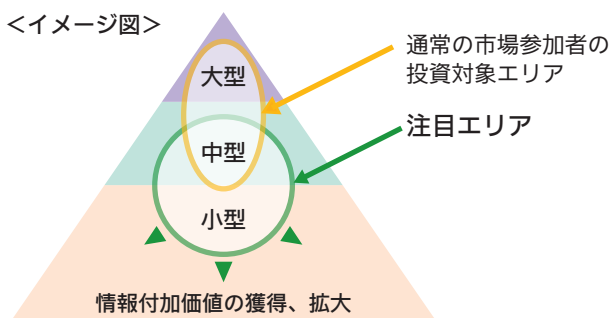 ＜イメージ図＞
通常の市場参加者の
投資対象エリア
大型
注目エリア
中型
小型
情報付加価値の獲得、拡大